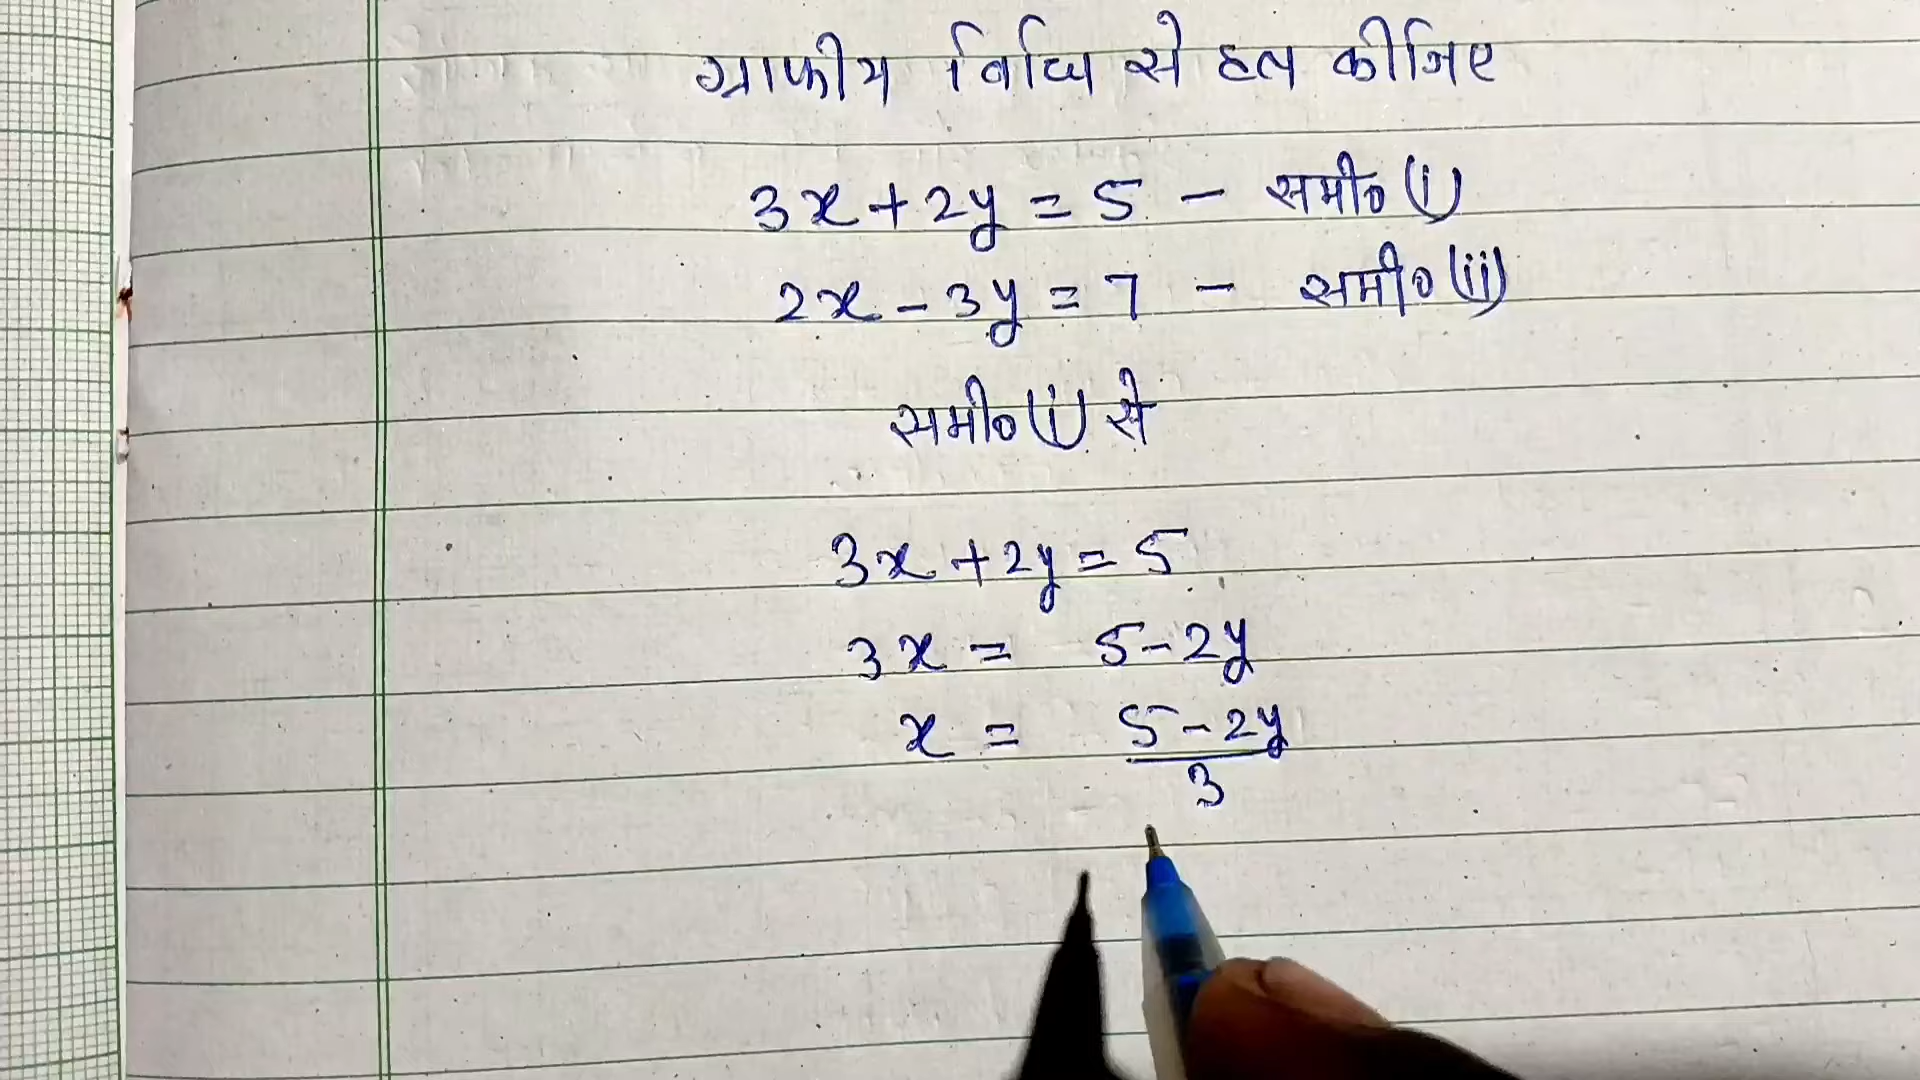 ग्राफीय विधि से हल कीजिए
3x + 2y = 5 - समी० (i)
2x - 3y = 7 - समी० (ii)
समी० (i) से
3x + 2y = 5
3x = 5 - 2y
x = 5 - 2y
3